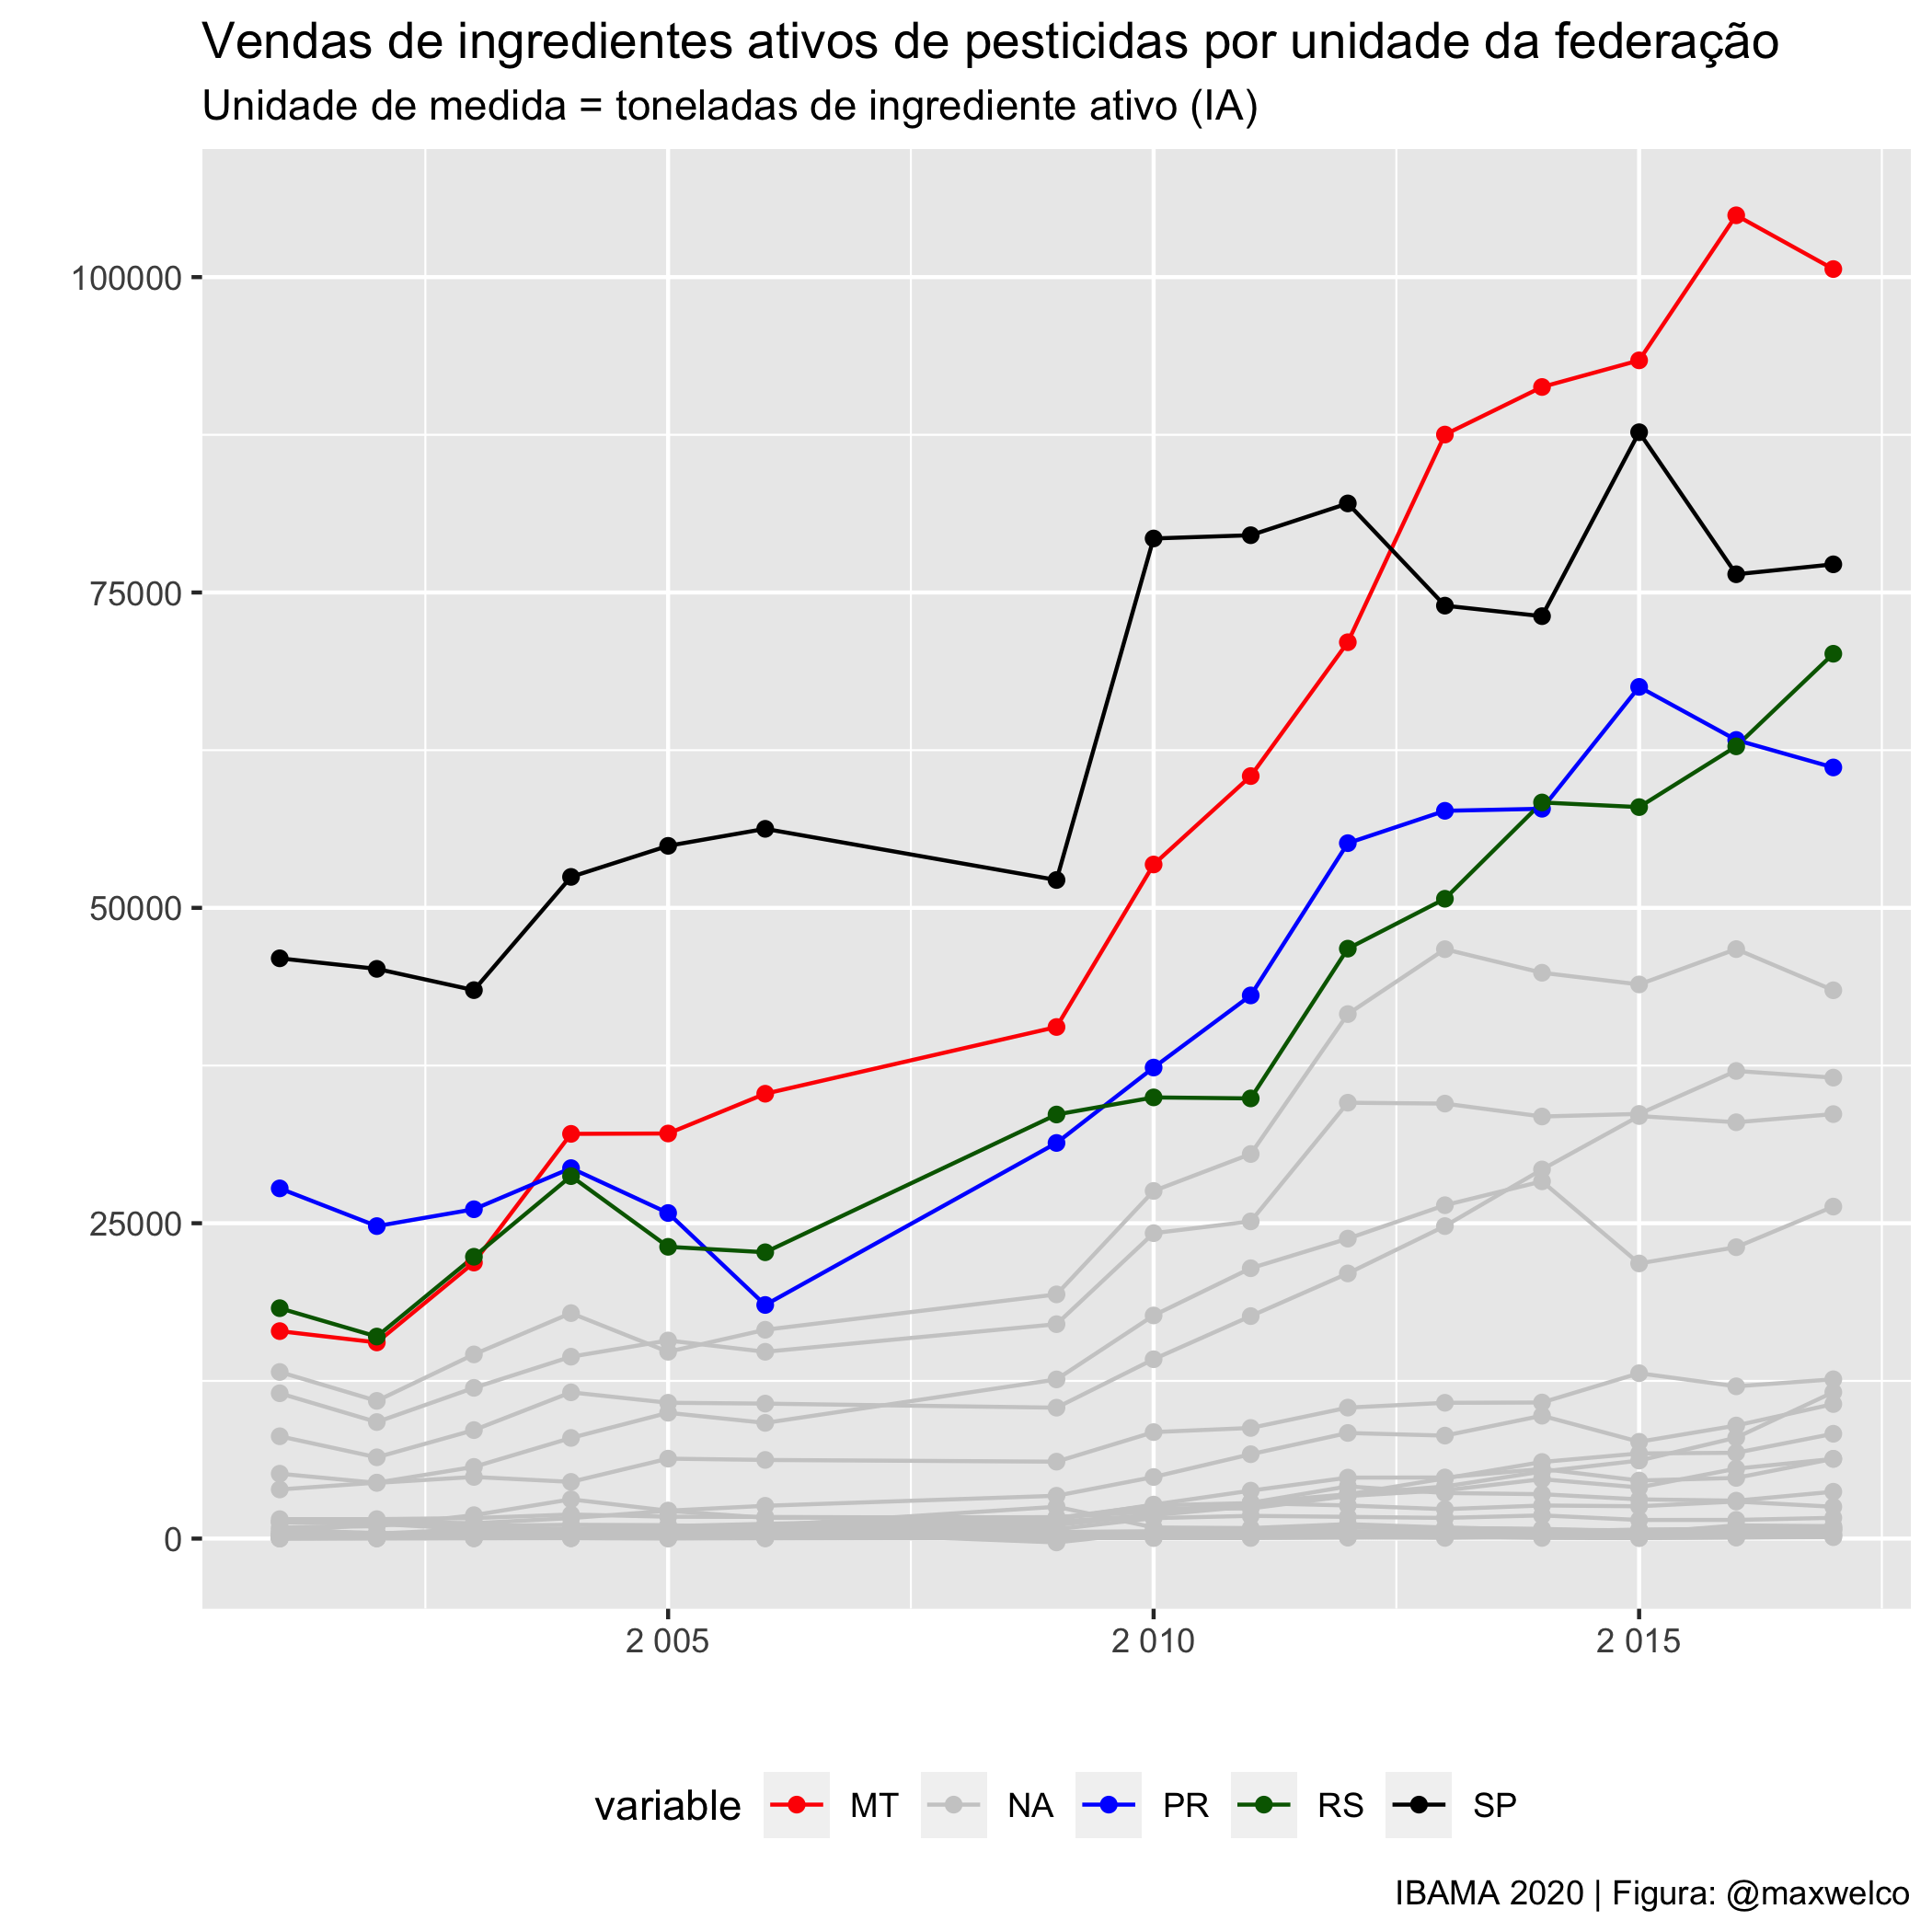 Vendas de ingredientes ativos de pesticidas por unidade da federação
Unidade de medida = toneladas de ingrediente ativo (IA)
100000
75000
50000
25000
0
2 005 2 010 2 015
variable MT NA PR RS SP
IBAMA 2020 | Figura: @maxwelco